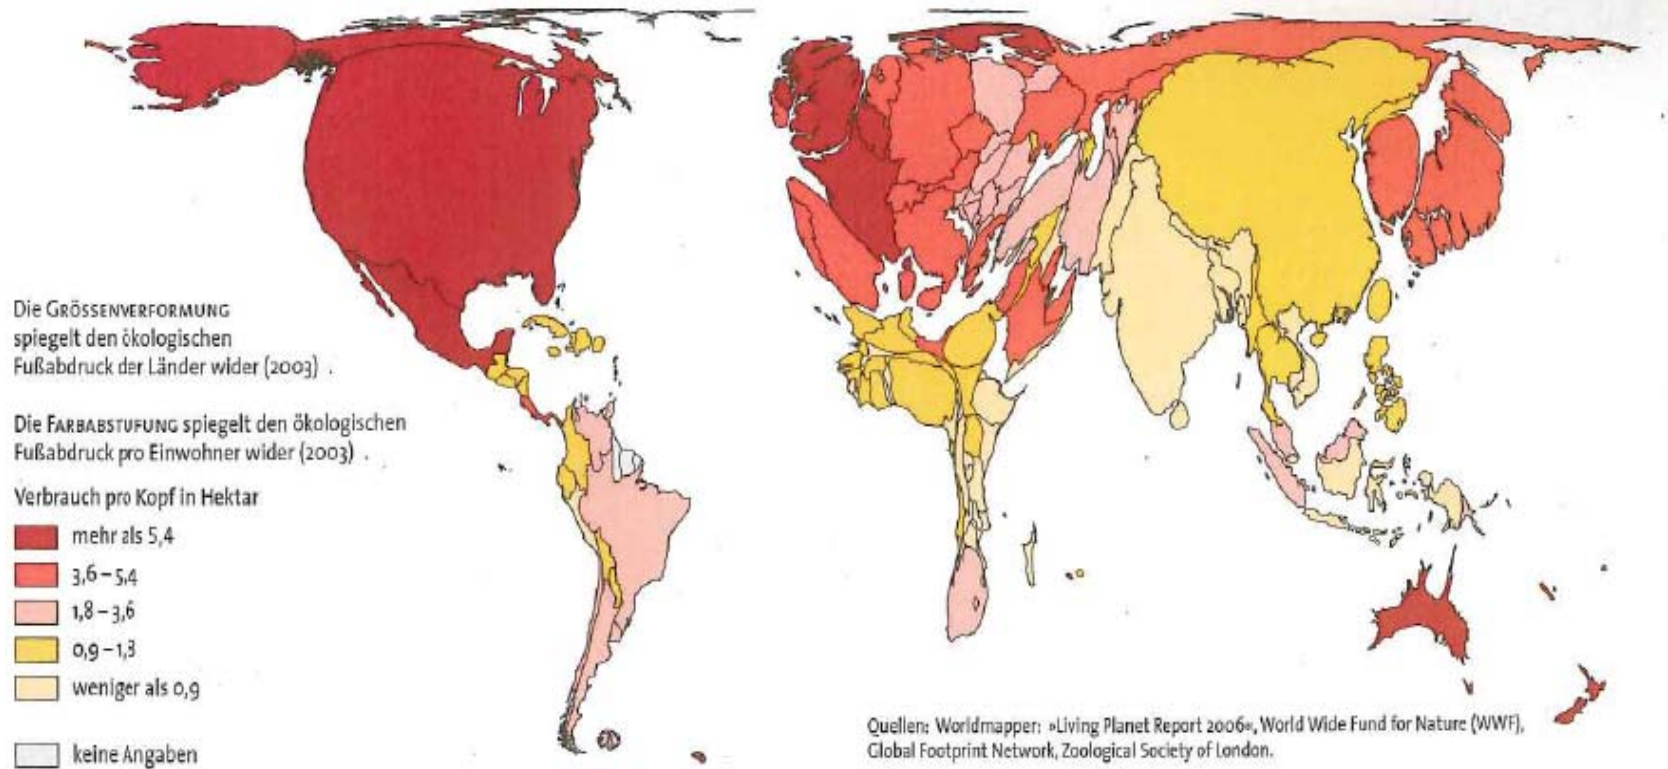 Die GRÖSSENVERFORMUNG
spiegelt den ökologischen
Fußabdruck der Länder wider (2003) .
Die FARBABSTUFUNG spiegelt den ökologischen
Fußabdruck pro Einwohner wider (2003) .
Verbrauch pro Kopf in Hektar
mehr als 5,4
3,6 – 5,4
1,8 – 3,6
0,9 – 1,3
weniger als 0,9
keine Angaben
Quellen: Worldmapper: »Living Planet Report 2006«, World Wide Fund for Nature (WWF),
Global Footprint Network, Zoological Society of London.